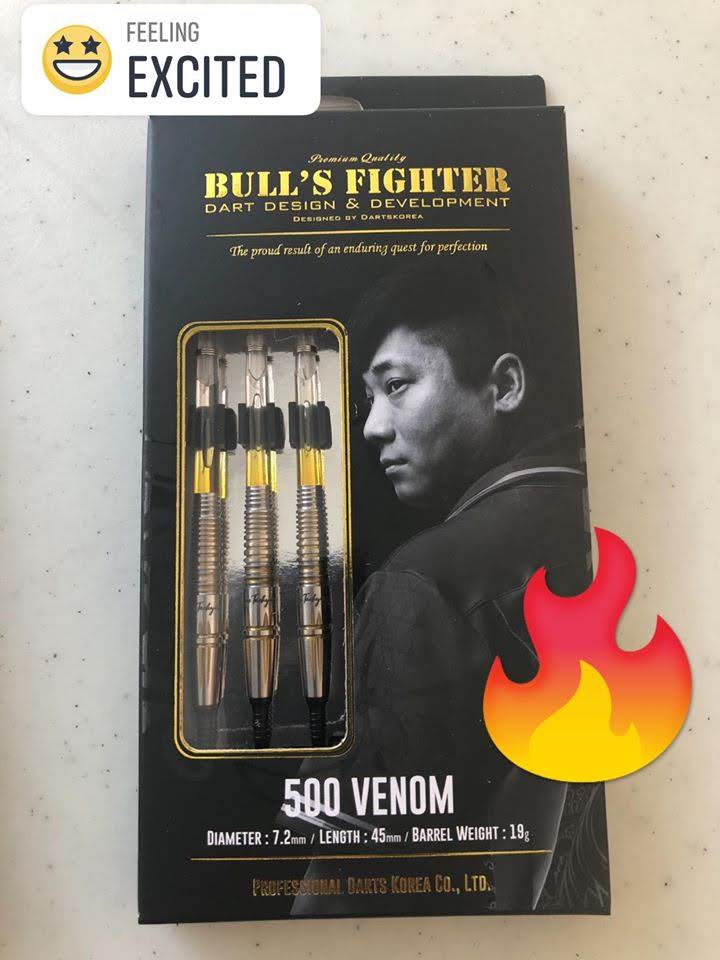 FEELING
EXCITED
Premium Quality
BULL'S FIGHTER
DART DESIGN & DEVELOPMENT
DESIGNED BY DARTSKOREA
The proud result of an enduring quest for perfection
500 VENOM
DIAMETER : 7.2mm / LENGTH : 45mm / BARREL WEIGHT : 19g
PROFESSIONAL DARTS KOREA CO., LTD.